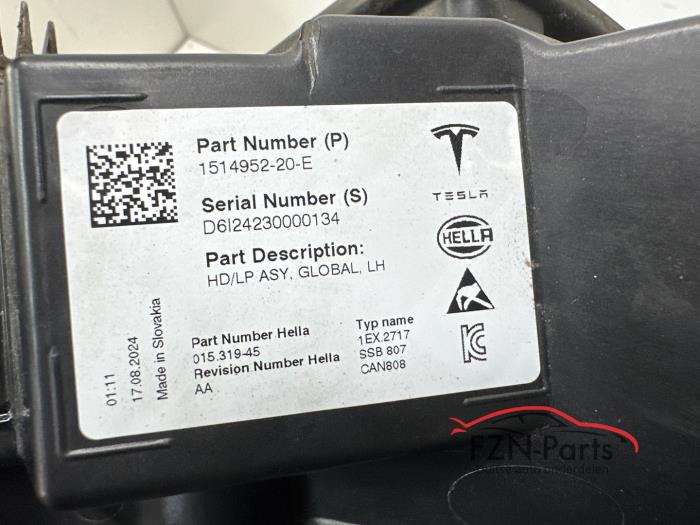 Part Number (P)
1514952-20-E
Serial Number (S)
D6I24230000134
Part Description:
HD/LP ASY, GLOBAL, LH
TESLA
HELLA
01:11
17.08.2024
Made in Slovakia
Part Number Hella
015.319-45
Revision Number Hella
AA
Typ name
1EX.2717
SSB 807
CAN808
FZN-Parts
auto onderdelen